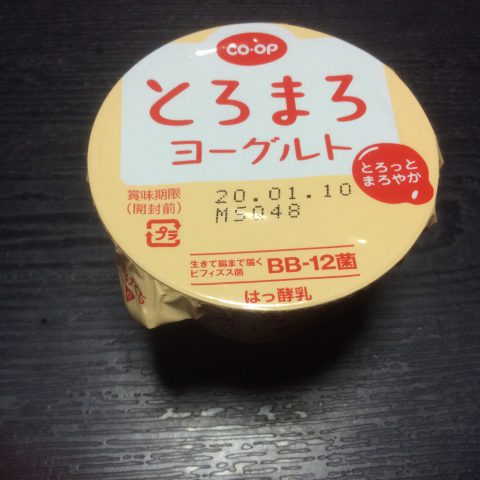 CO・OP
とろまろ
ヨーグルト
とろっと
まろやか
賞味期限
(開封前)
20.01.10
MS048
プラ
生きて腸まで届く
ビフィズス菌
BB-12菌
はっ酵乳